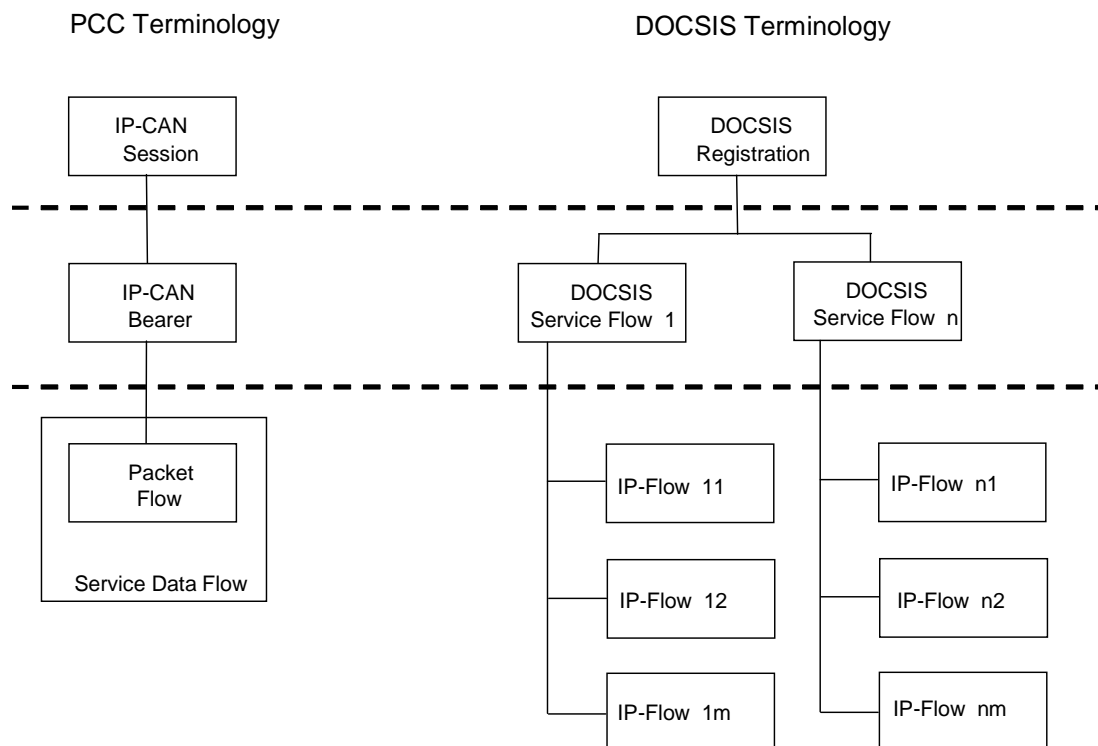 PCC Terminology
DOCSIS Terminology
IP-CAN
Session
DOCSIS
Registration
IP-CAN
Bearer
DOCSIS
Service Flow 1
DOCSIS
Service Flow n
Packet
Flow
Service Data Flow
IP-Flow 11
IP-Flow n1
IP-Flow 12
IP-Flow n2
IP-Flow 1m
IP-Flow nm